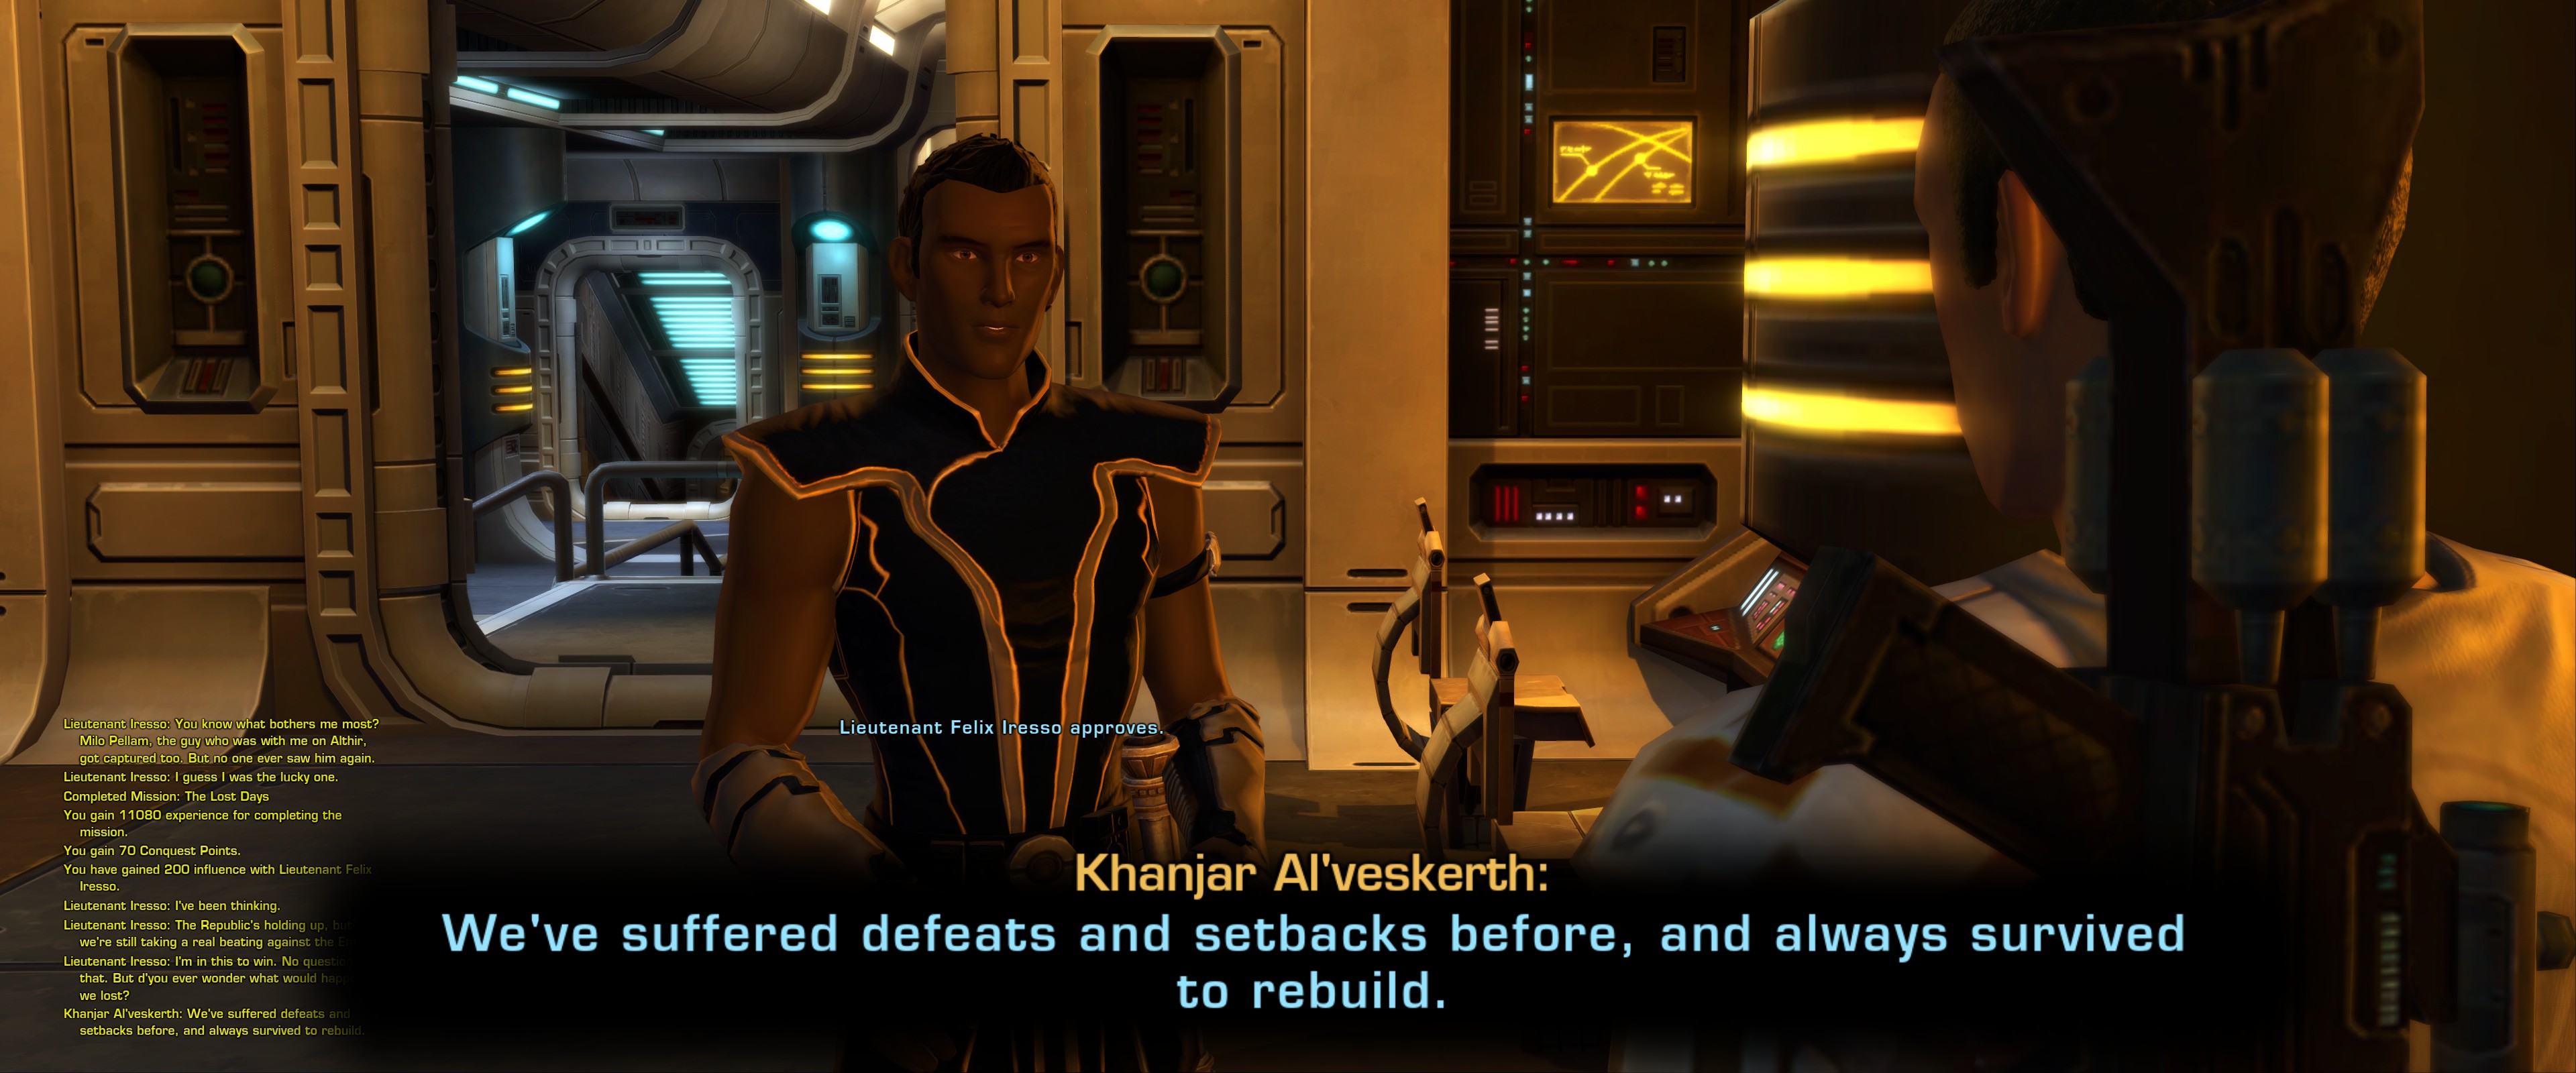 Lieutenant Felix Iresso approves.
Lieutenant Iresso: You know what bothers me most?
Milo Pellam, the guy who was with me on Althir,
got captured too. But no one ever saw him again.
Lieutenant Iresso: I guess I was the lucky one.
Completed Mission: The Lost Days
You gain 11080 experience for completing the
mission.
You gain 70 Conquest Points.
You have gained 200 influence with Lieutenant Felix
Iresso.
Lieutenant Iresso: I've been thinking.
Lieutenant Iresso: The Republic's holding up, but
we're still taking a real beating against the
Lieutenant Iresso: I'm in this to win. No question
that. But d'you ever wonder what would happen
we lost?
Khanjar Al'veskerth: We've suffered defeats and
setbacks before, and always survived to rebuild.
Khanjar Al'veskerth:
We've suffered defeats and setbacks before, and always survived
to rebuild.